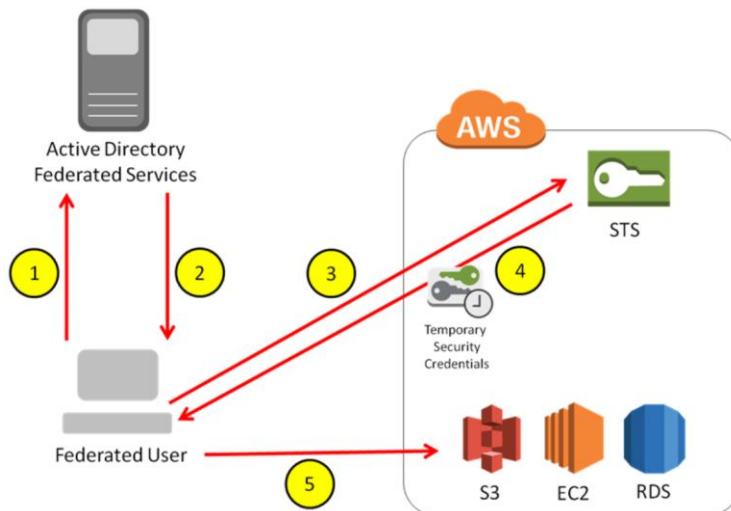 AWS
Active Directory
Federated Services
STS
1
2
3
4
Temporary
Security
Credentials
Federated User
5
S3
EC2
RDS